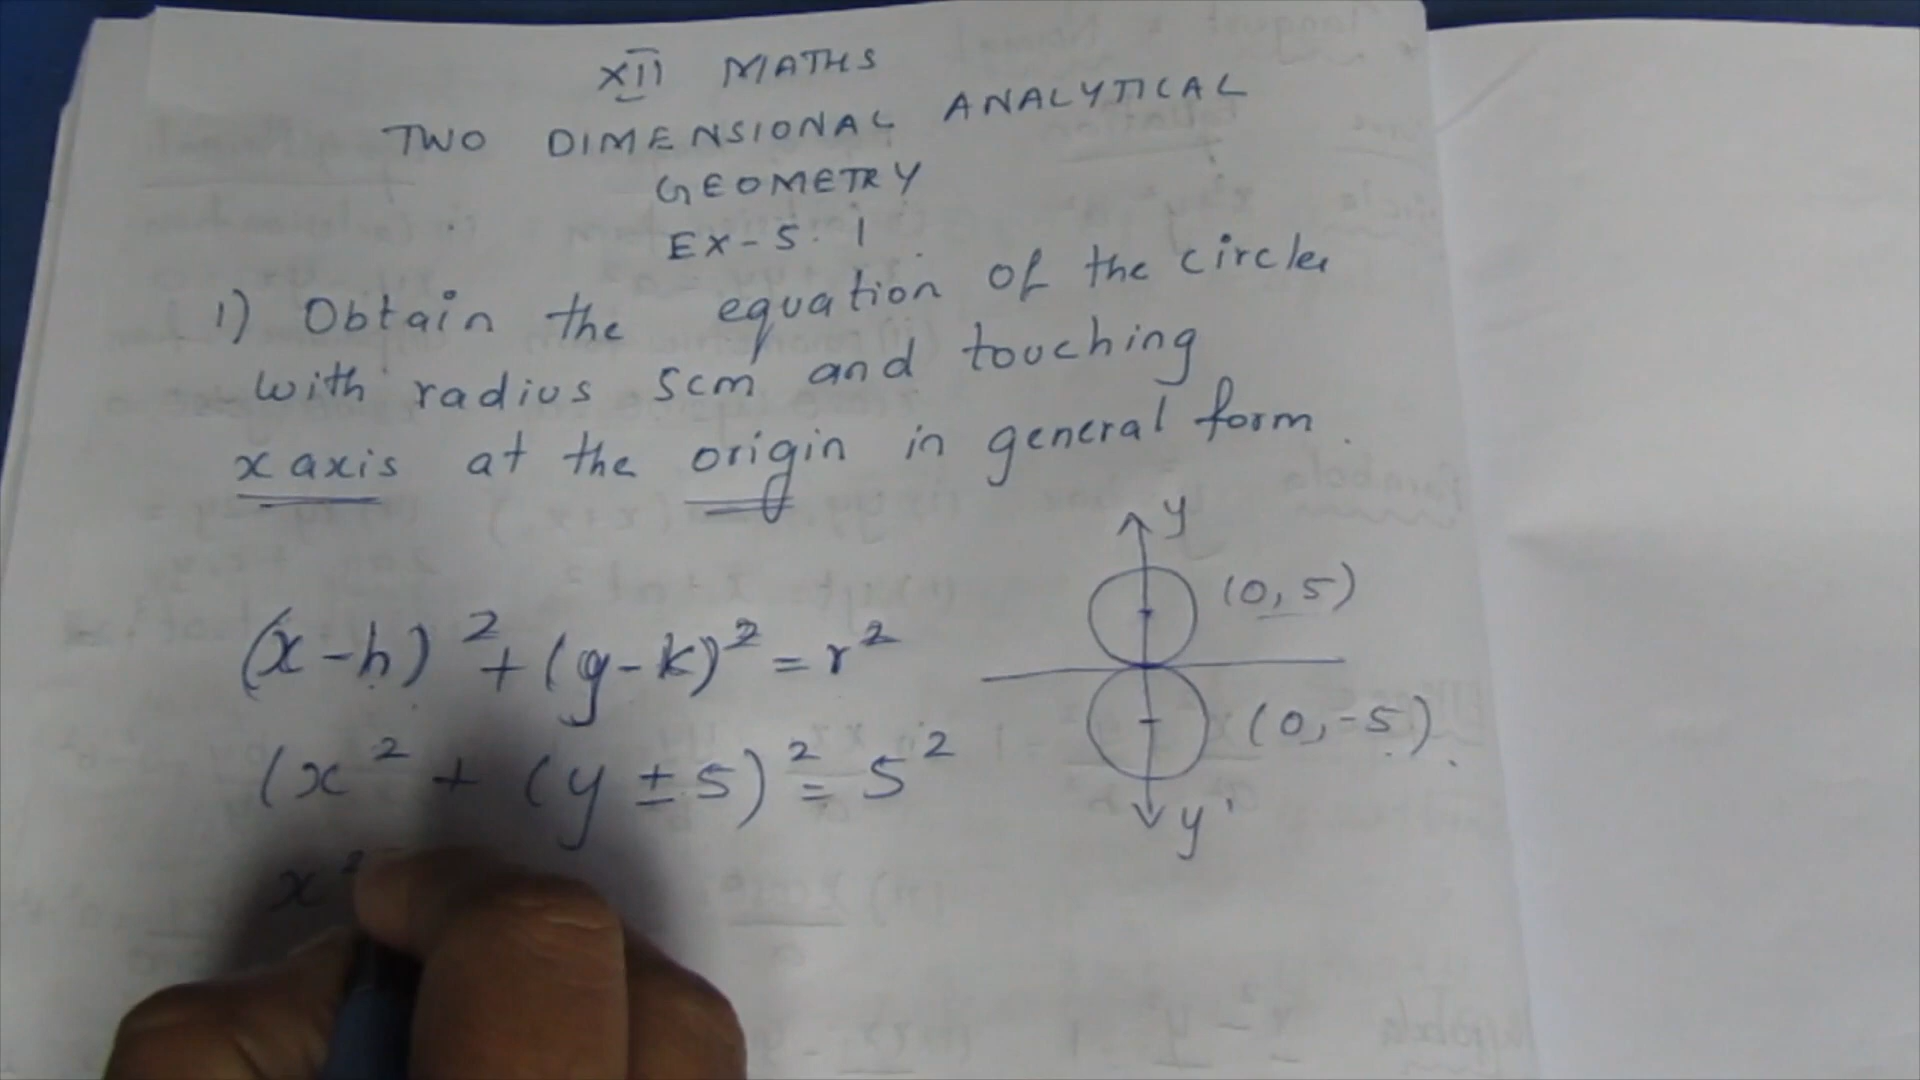 XII MATHS
TWO DIMENSIONAL ANALYTICAL
GEOMETRY
EX-5.1
1) Obtain the equation of the circle
with radius 5cm and touching
x axis at the origin in general form.
y
(0, 5)
(x-h)² + (y-k)² = r²
(0, -5).
(x² + (y ± 5)² = 5²
y'
x²